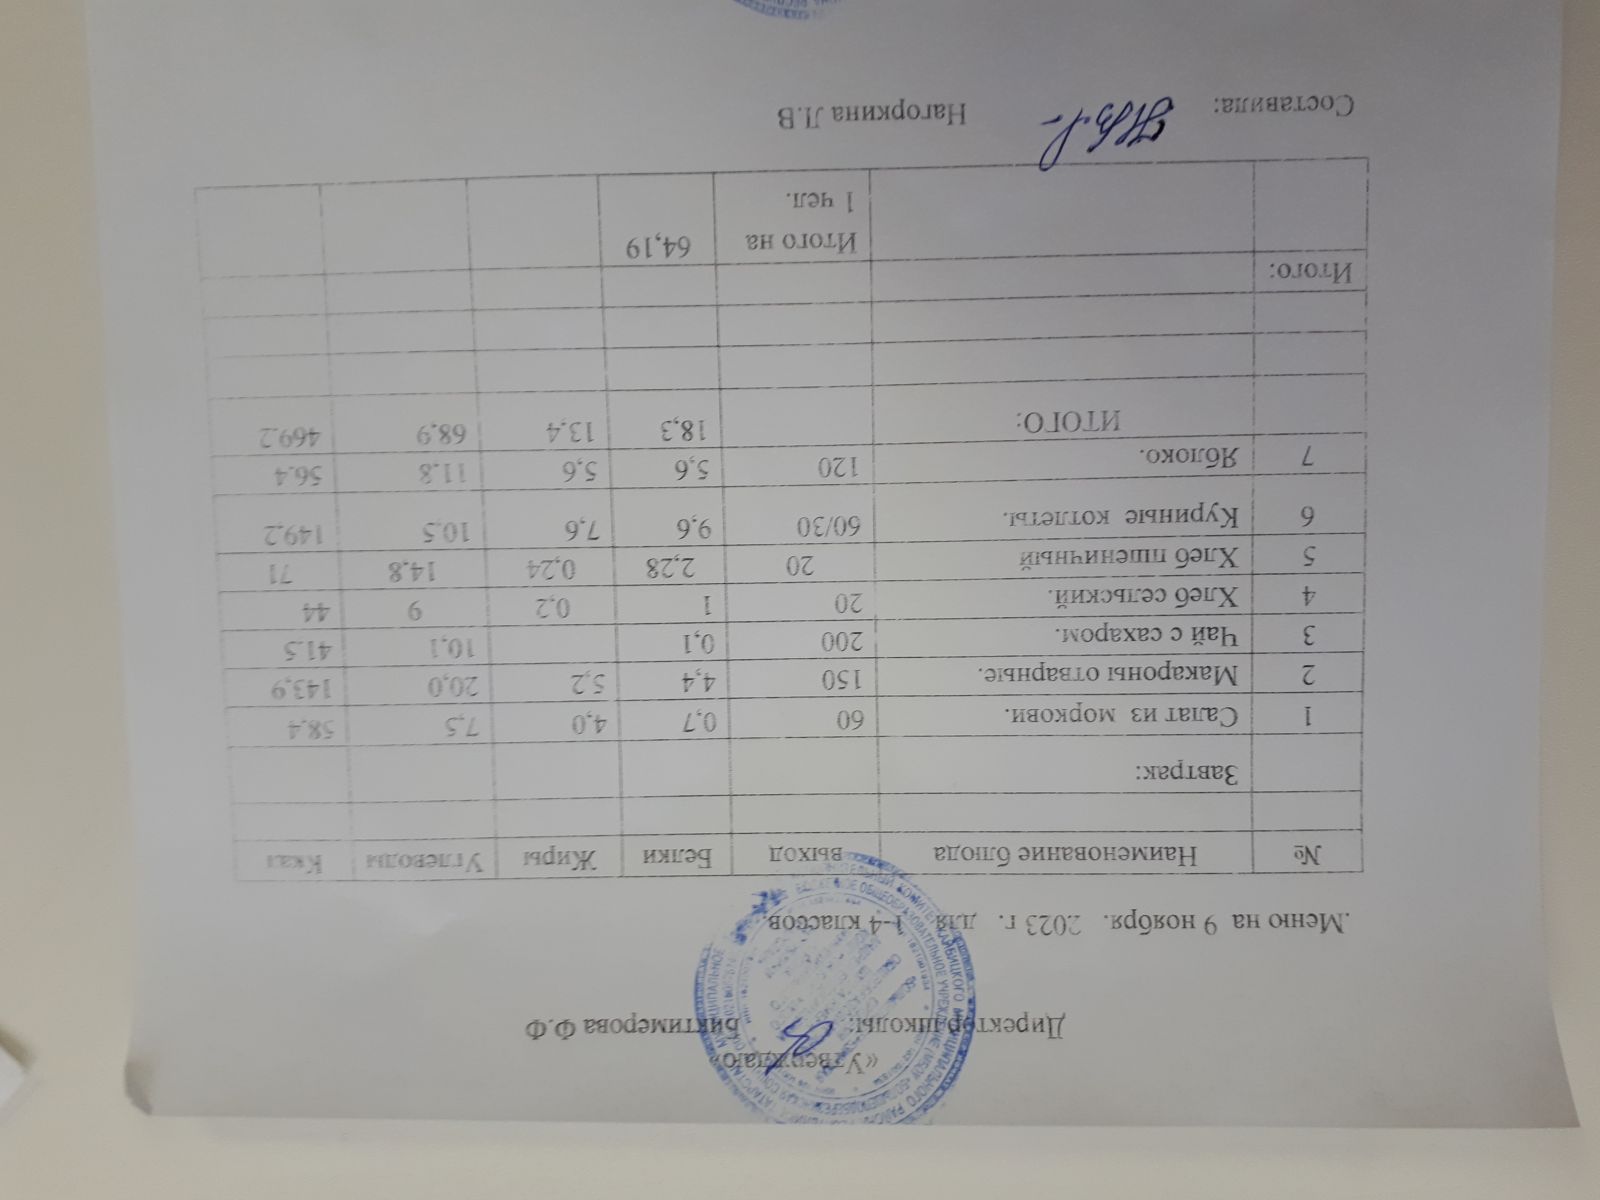 «Утверждаю»
Директор школы: Биктимерова Ф.Ф
.Меню на 9 ноября. 2023 г. для 1-4 классов.
№ Наименование блюда выход Белки Жиры Углеводы Ккал
Завтрак:
1 Салат из моркови. 60 0,7 4,0 7,5 58,4
2 Макароны отварные. 150 4,4 5,2 20,0 143,9
3 Чай с сахаром. 200 0,1 10,1 41,5
4 Хлеб сельский. 20 1 0,2 9 44
5 Хлеб пшеничный 20 2,28 0,24 14,8 71
6 Куриные котлеты. 60/30 9,6 7,6 10,5 149,2
7 Яблоко. 120 5,6 5,6 11,8 56,4
ИТОГО: 18,3 13,4 68,9 469,2
Итого:
Итого на 64,19
1 чел.
Составила: Нагоркина Л.В